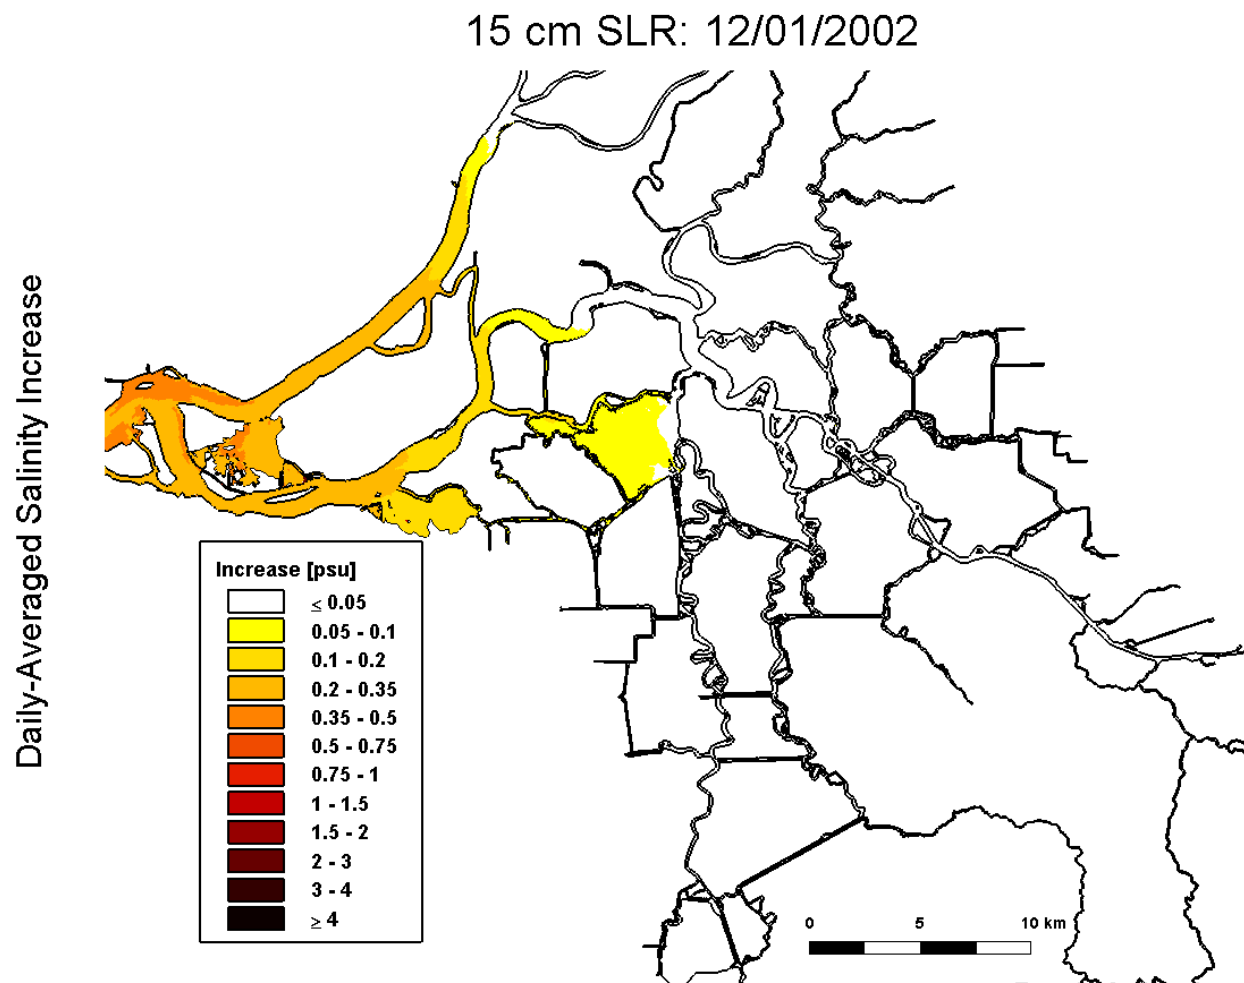 15 cm SLR: 12/01/2002
Daily-Averaged Salinity Increase
Increase [psu]
≤ 0.05
0.05 - 0.1
0.1 - 0.2
0.2 - 0.35
0.35 - 0.5
0.5 - 0.75
0.75 - 1
1 - 1.5
1.5 - 2
2 - 3
3 - 4
≥ 4
0 5 10 km